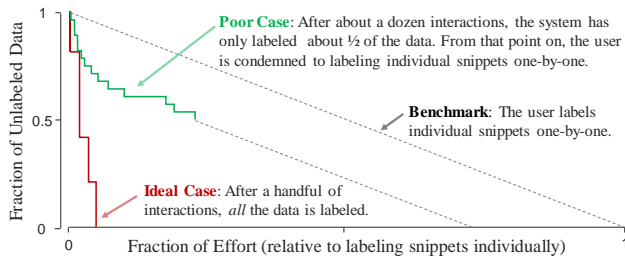 1
Poor Case: After about a dozen interactions, the system has
only labeled about ½ of the data. From that point on, the user
is condemned to labeling individual snippets one-by-one.
Fraction of Unlabeled Data
0.5
Benchmark: The user labels
individual snippets one-by-one.
Ideal Case: After a handful of
interactions, all the data is labeled.
0
0
1
Fraction of Effort (relative to labeling snippets individually)